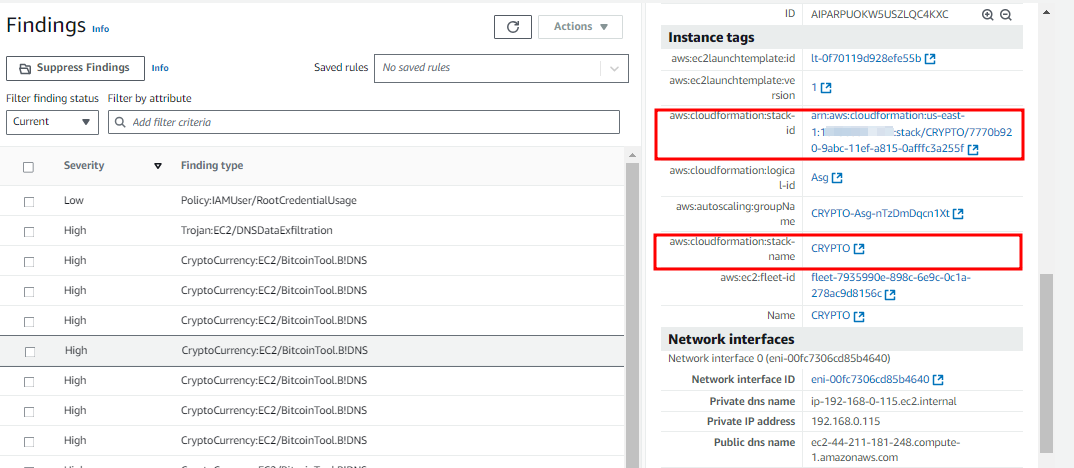 Findings Info
Actions
Suppress Findings Info
Saved rules No saved rules
Filter finding status Filter by attribute
Current Add filter criteria
Severity Finding type
Low Policy:IAMUser/RootCredentialUsage
High Trojan:EC2/DNSDataExfiltration
High CryptoCurrency:EC2/BitcoinTool.B!DNS
High CryptoCurrency:EC2/BitcoinTool.B!DNS
High CryptoCurrency:EC2/BitcoinTool.B!DNS
High CryptoCurrency:EC2/BitcoinTool.B!DNS
High CryptoCurrency:EC2/BitcoinTool.B!DNS
High CryptoCurrency:EC2/BitcoinTool.B!DNS
High CryptoCurrency:EC2/BitcoinTool.B!DNS
ID AIPARPUOKW5USZLQC4KXC
Instance tags
aws:ec2launchtemplate:id lt-0f70119d928efe55b
aws:ec2launchtemplate:ve
rsion 1
aws:cloudformation:stack- arn:aws:cloudformation:us-east-
id 1:1 :stack/CRYPTO/7770b92
0-9abc-11ef-a815-0afffc3a255f
aws:cloudformation:logic
al-id Asg
aws:autoscaling:groupNa
me CRYPTO-Asg-nTzDmDqcn1Xt
aws:cloudformation:stack-
name CRYPTO
aws:ec2:fleet-id fleet-7935990e-898c-6e9c-0c1a-
278ac9d8156c
Name CRYPTO
Network interfaces
Network interface 0 (eni-00fc7306cd85b4640)
Network interface ID eni-00fc7306cd85b4640
Private dns name ip-192-168-0-115.ec2.internal
Private IP address 192.168.0.115
Public dns name ec2-44-211-181-248.compute-
1.amazonaws.com